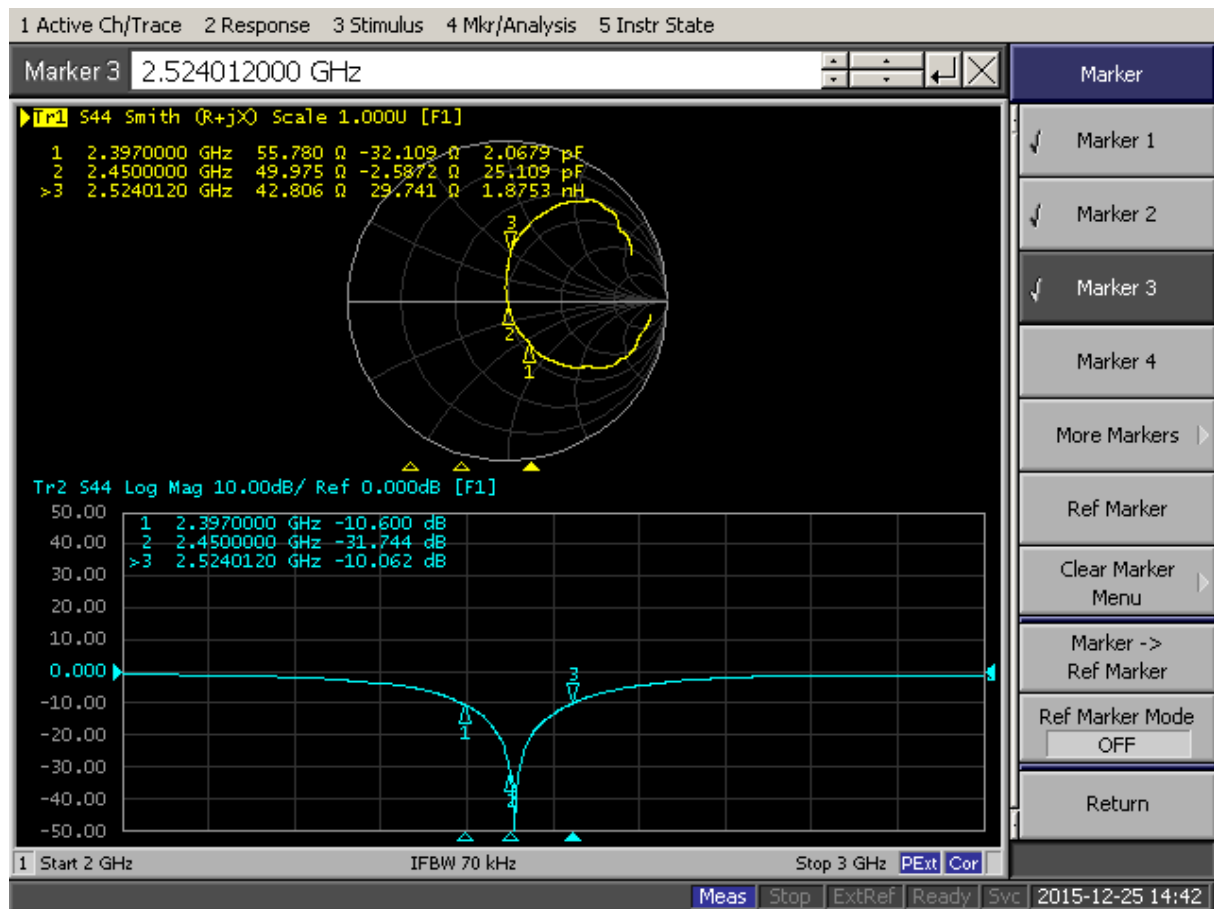 1 Active Ch/Trace 2 Response 3 Stimulus 4 Mkr/Analysis 5 Instr State
Marker 3 2.524012000 GHz
Marker
Tr1 S44 Smith (R+jX) Scale 1.000U [F1]
1 2.3970000 GHz 55.780 Ω -32.109 Ω 2.0679 pF
2 2.4500000 GHz 49.975 Ω -2.5872 Ω 25.109 pF
>3 2.5240120 GHz 42.806 Ω 29.741 Ω 1.8753 nH
3
2
1
Tr2 S44 Log Mag 10.00dB/ Ref 0.000dB [F1]
50.00
40.00
30.00
20.00
10.00
0.000
-10.00
-20.00
-30.00
-40.00
-50.00
1 2.3970000 GHz -10.600 dB
2 2.4500000 GHz -31.744 dB
>3 2.5240120 GHz -10.062 dB
3
1
2
1 Start 2 GHz IFBW 70 kHz Stop 3 GHz PExt Cor
Marker 1
Marker 2
Marker 3
Marker 4
More Markers
Ref Marker
Clear Marker
Menu
Marker ->
Ref Marker
Ref Marker Mode
OFF
Return
Meas Stop ExtRef Ready Svc 2015-12-25 14:42